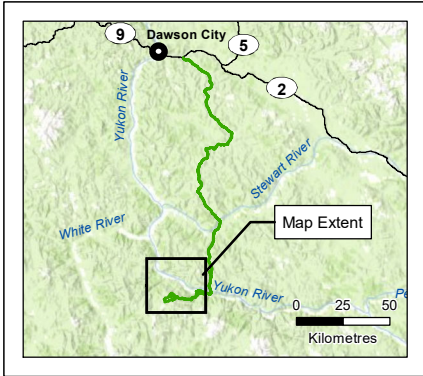 9
Dawson City
5
2
Yukon River
Stewart River
White River
Map Extent
Yukon River
Pe
0 25 50
Kilometres